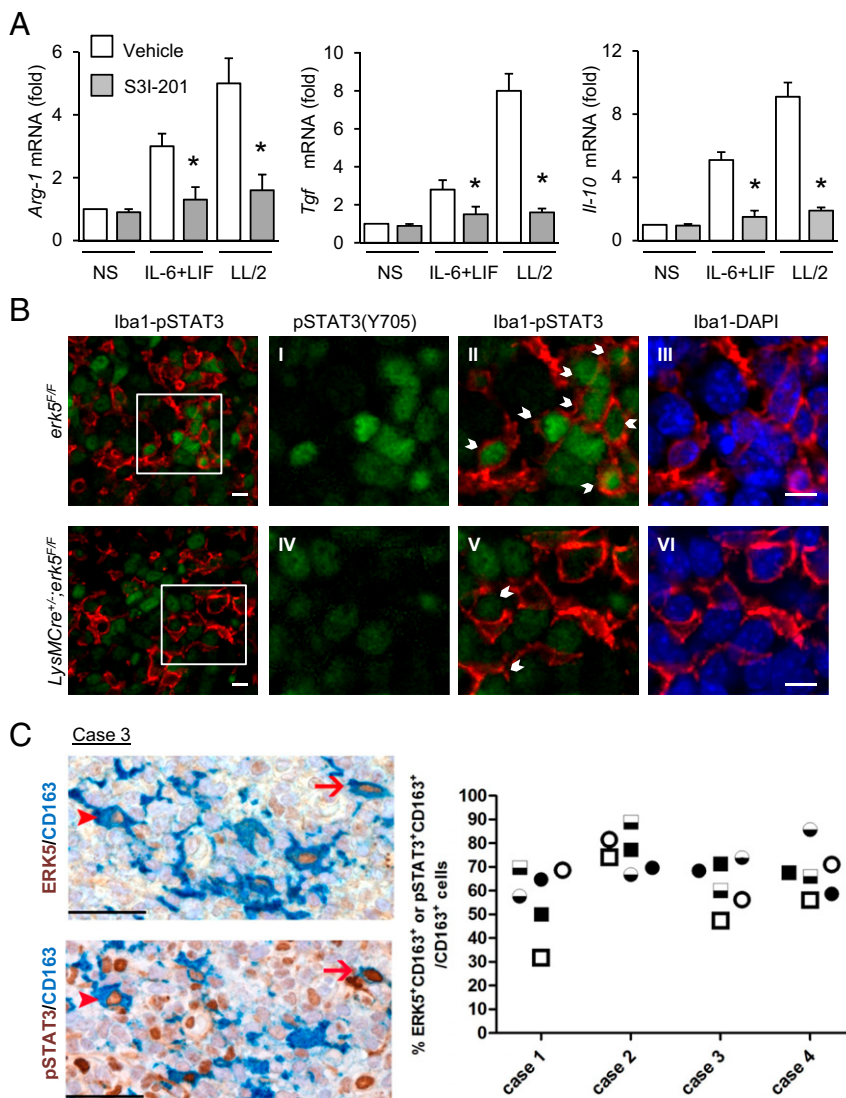 A
Vehicle
S3I-201
Arg-1 mRNA (fold)
6
4
2
0
*
*
NS
IL-6+LIF
LL/2
Tgf mRNA (fold)
10
8
6
4
2
0
*
*
NS
IL-6+LIF
LL/2
Il-10 mRNA (fold)
12
9
6
3
0
*
*
NS
IL-6+LIF
LL/2
B
Iba1-pSTAT3
pSTAT3(Y705)
Iba1-pSTAT3
Iba1-DAPI
erk5F/F
I
II
III
LysMCre+/-;erk5F/F
IV
V
VI
C
Case 3
ERK5/CD163
pSTAT3/CD163
% ERK5+CD163+ or pSTAT3+CD163+
/CD163+ cells
100
90
80
70
60
50
40
30
20
10
0
case 1
case 2
case 3
case 4